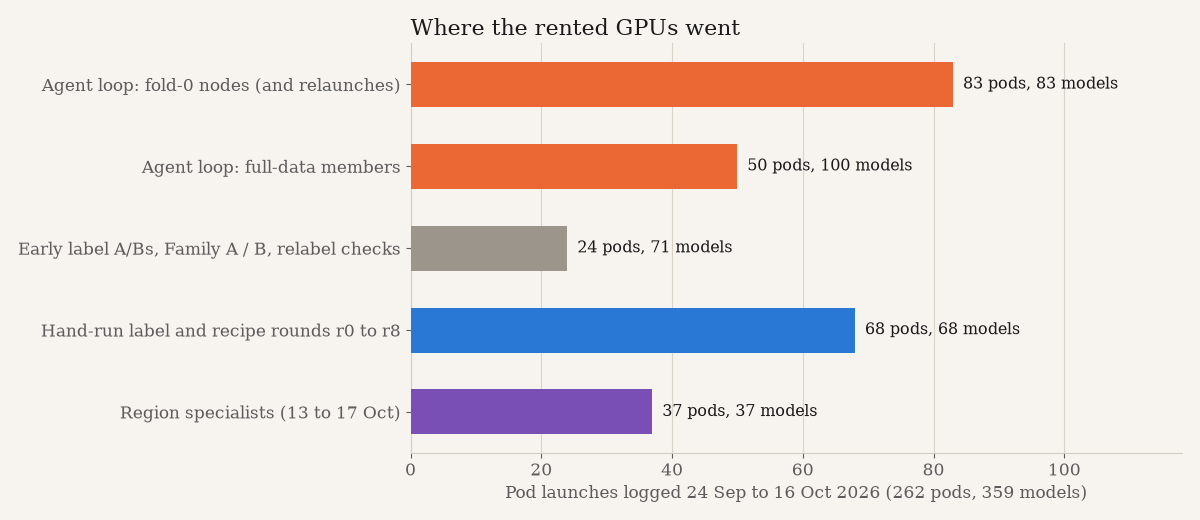 Where the rented GPUs went
Agent loop: fold-0 nodes (and relaunches)
83 pods, 83 models
Agent loop: full-data members
50 pods, 100 models
Early label A/Bs, Family A / B, relabel checks
24 pods, 71 models
Hand-run label and recipe rounds r0 to r8
68 pods, 68 models
Region specialists (13 to 17 Oct)
37 pods, 37 models
0 20 40 60 80 100
Pod launches logged 24 Sep to 16 Oct 2026 (262 pods, 359 models)